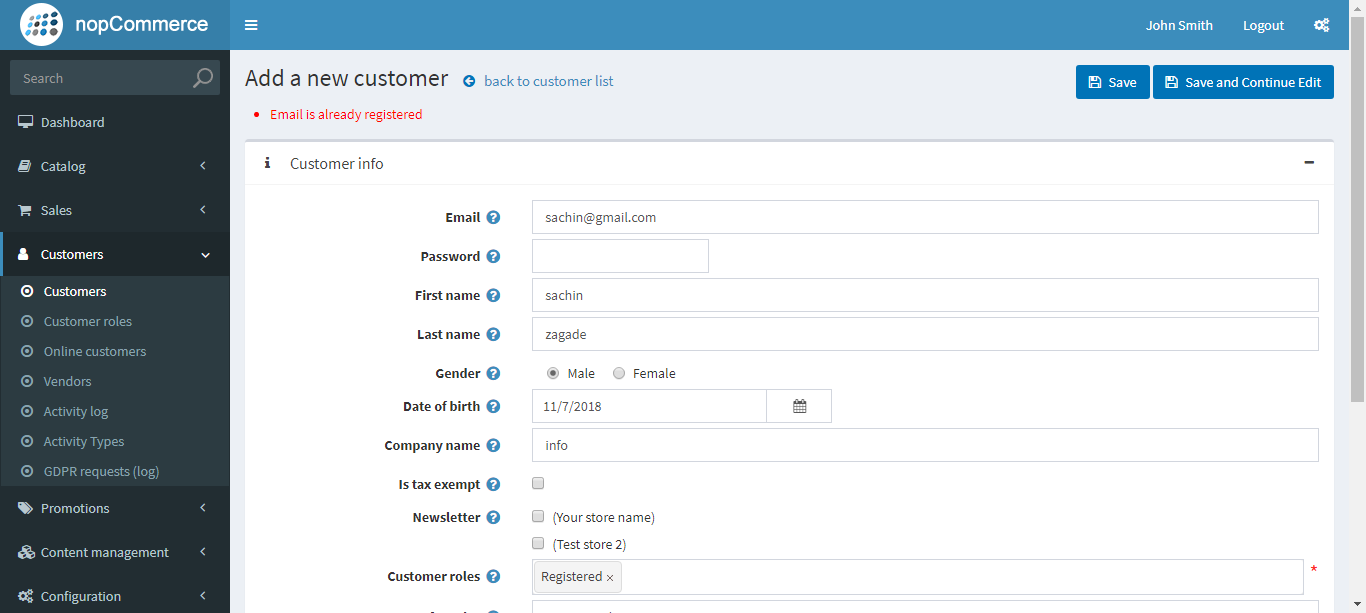 nopCommerce
John Smith Logout
Search
Dashboard
Catalog
Sales
Customers
Customers
Customer roles
Online customers
Vendors
Activity log
Activity Types
GDPR requests (log)
Promotions
Content management
Configuration
Add a new customer back to customer list
Save Save and Continue Edit
Email is already registered
Customer info
Email sachin@gmail.com
Password
First name sachin
Last name zagade
Gender Male Female
Date of birth 11/7/2018
Company name info
Is tax exempt
Newsletter (Your store name)
(Test store 2)
Customer roles Registered × *